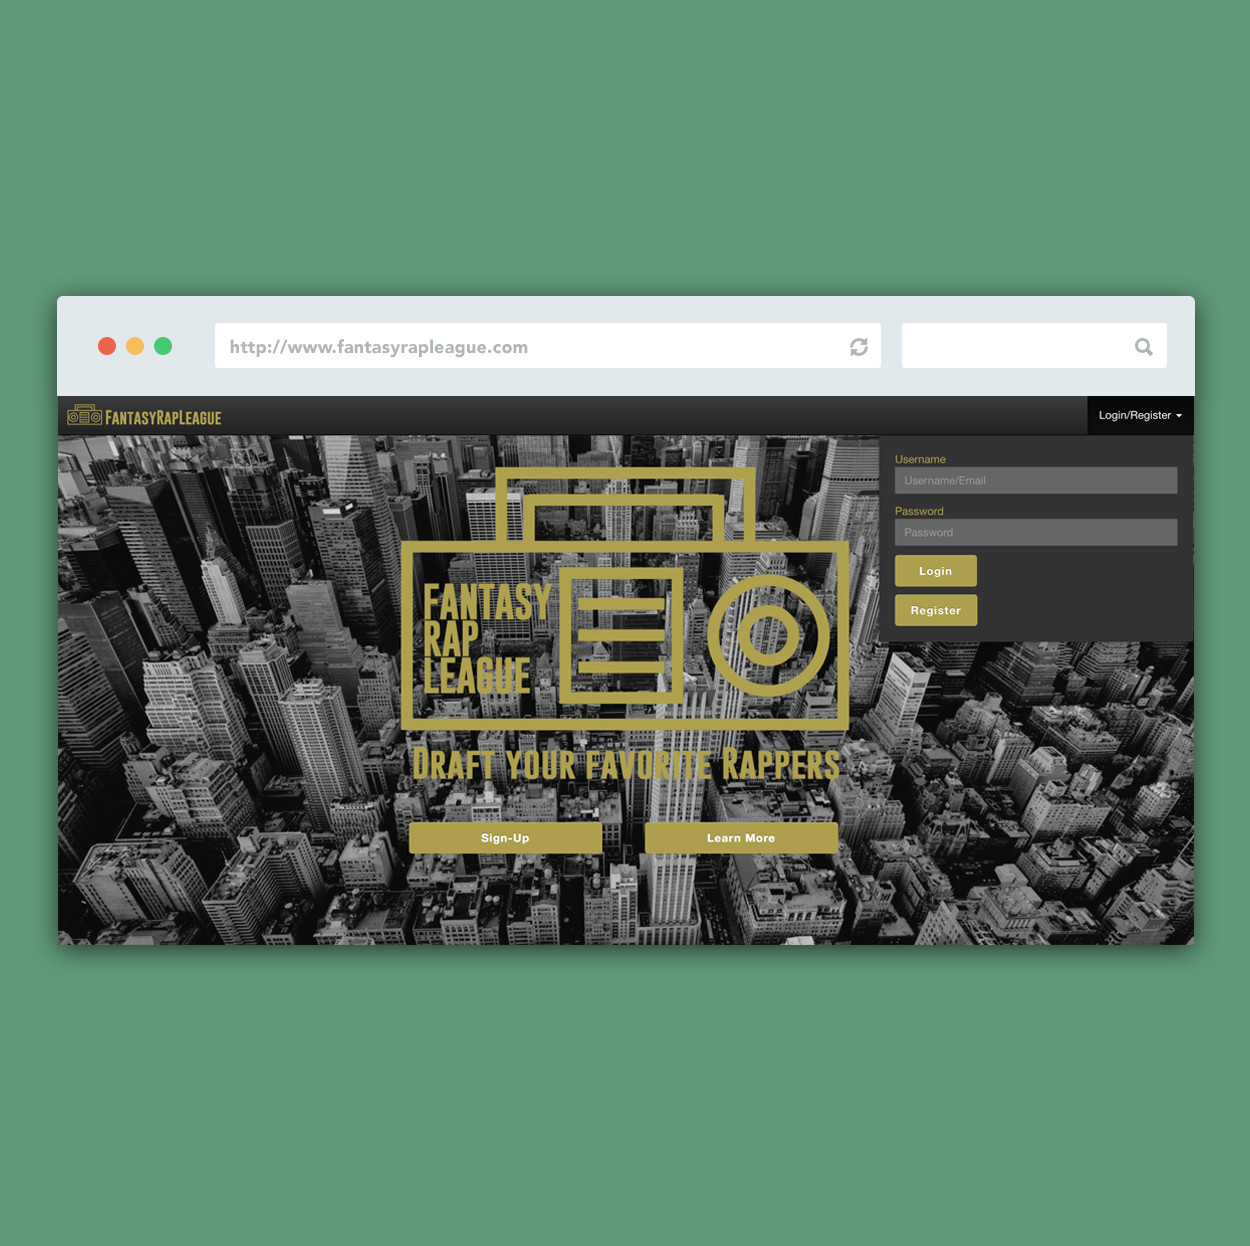 http://www.fantasyrapleague.com
FantasyRapLeague
Login/Register
Username
Username/Email
Password
Password
Login
Register
FANTASY
RAP
LEAGUE
Draft your favorite Rappers
Sign-Up
Learn More